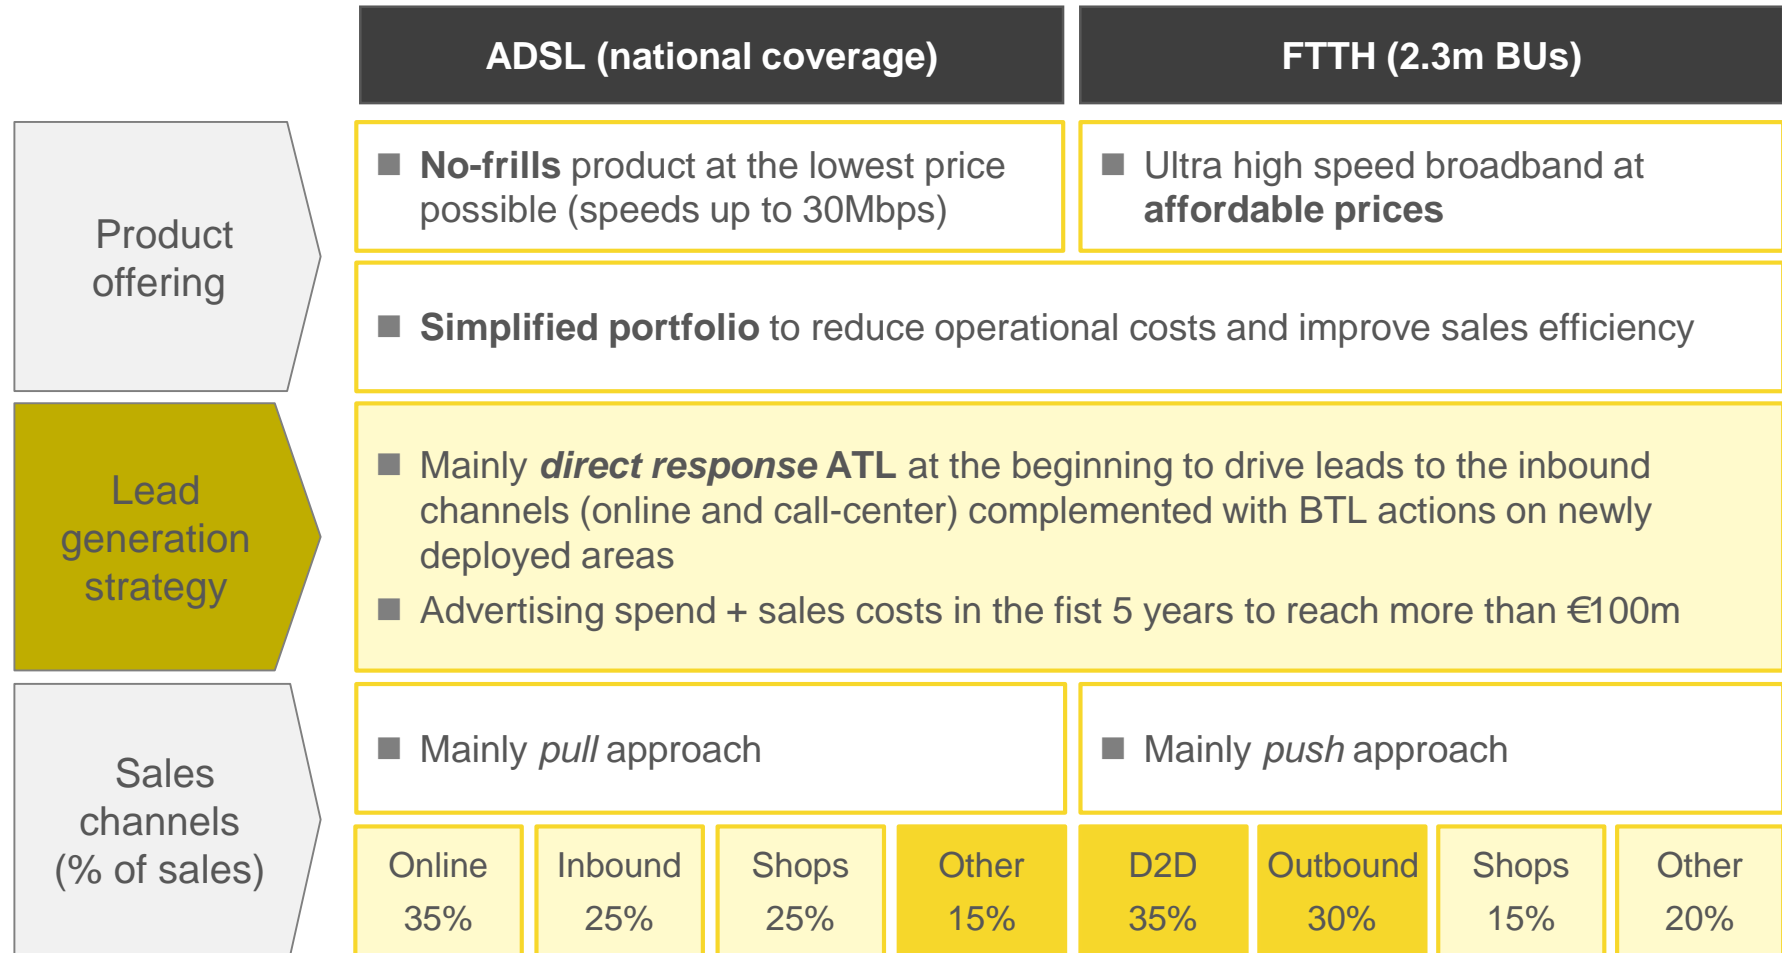 ADSL (national coverage)
FTTH (2.3m BUs)
Product
offering
■ No-frills product at the lowest price
possible (speeds up to 30Mbps)
■ Ultra high speed broadband at
affordable prices
■ Simplified portfolio to reduce operational costs and improve sales efficiency
Lead
generation
strategy
■ Mainly direct response ATL at the beginning to drive leads to the inbound
channels (online and call-center) complemented with BTL actions on newly
deployed areas
■ Advertising spend + sales costs in the fist 5 years to reach more than €100m
Sales
channels
(% of sales)
■ Mainly pull approach
■ Mainly push approach
Online
35%
Inbound
25%
Shops
25%
Other
15%
D2D
35%
Outbound
30%
Shops
15%
Other
20%